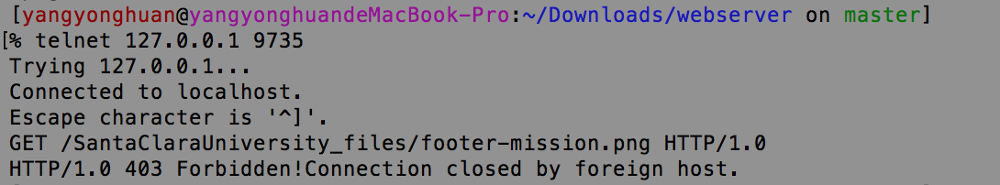 [yangyonghuan@yangyonghuandeMacBook-Pro:~/Downloads/webserver on master]
[% telnet 127.0.0.1 9735
Trying 127.0.0.1...
Connected to localhost.
Escape character is '^]'.
GET /SantaClaraUniversity_files/footer-mission.png HTTP/1.0
HTTP/1.0 403 Forbidden!Connection closed by foreign host.